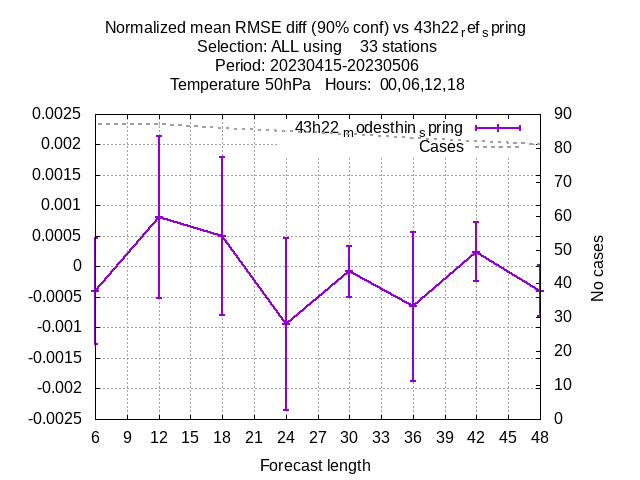 Normalized mean RMSE diff (90% conf) vs 43h22refspring
Selection: ALL using    33 stations
Period: 20230415-20230506
Temperature 50hPa   Hours:  00,06,12,18
0.0025
0.002
0.0015
0.001
0.0005
0
-0.0005
-0.001
-0.0015
-0.002
-0.0025
43h22modesthinspring
Cases
90
80
70
60
50
40
30
20
10
0
No cases
6 9 12 15 18 21 24 27 30 33 36 39 42 45 48
Forecast length